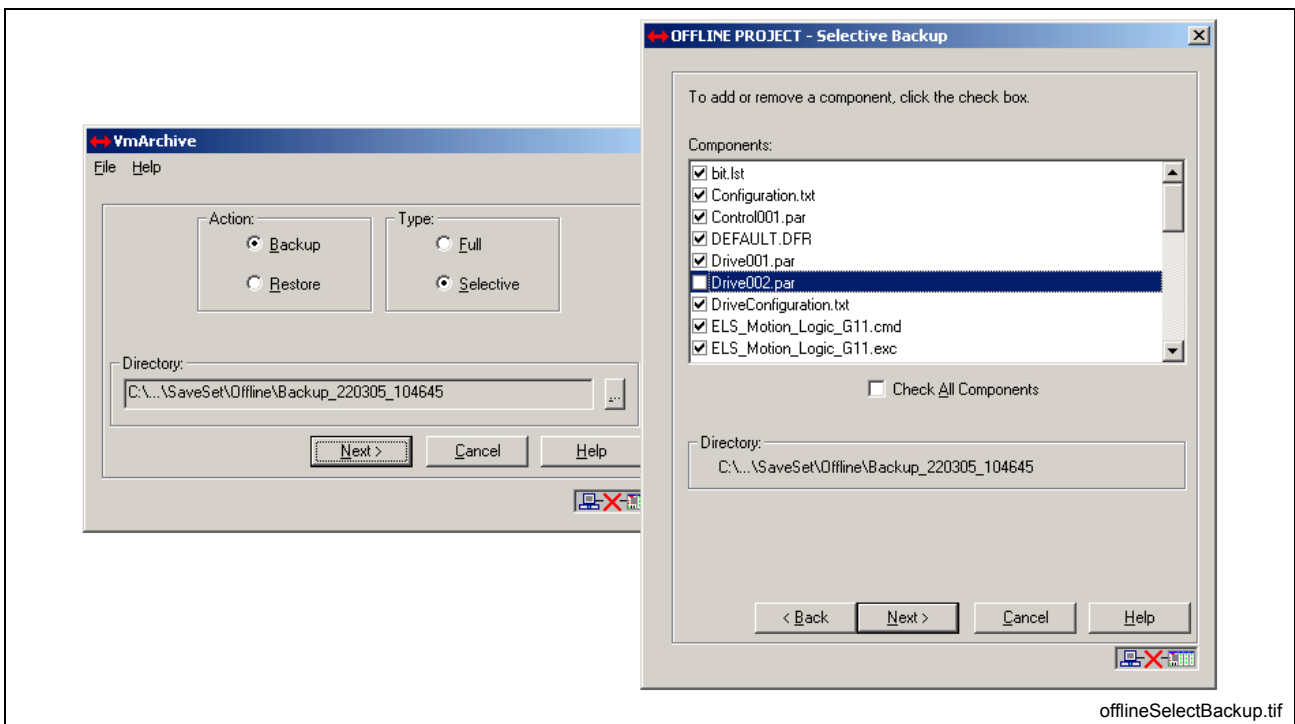 VmArchive
File Help
Action:
Backup
Restore
Type:
Full
Selective
Directory:
C:\...\SaveSet\Offline\Backup_220305_104645
...
Next >
Cancel
Help
OFFLINE PROJECT - Selective Backup
To add or remove a component, click the check box.
Components:
bit.lst
Configuration.txt
Control001.par
DEFAULT.DFR
Drive001.par
Drive002.par
DriveConfiguration.txt
ELS_Motion_Logic_G11.cmd
ELS_Motion_Logic_G11.exc
Check All Components
Directory:
C:\...\SaveSet\Offline\Backup_220305_104645
< Back
Next >
Cancel
Help
offlineSelectBackup.tif